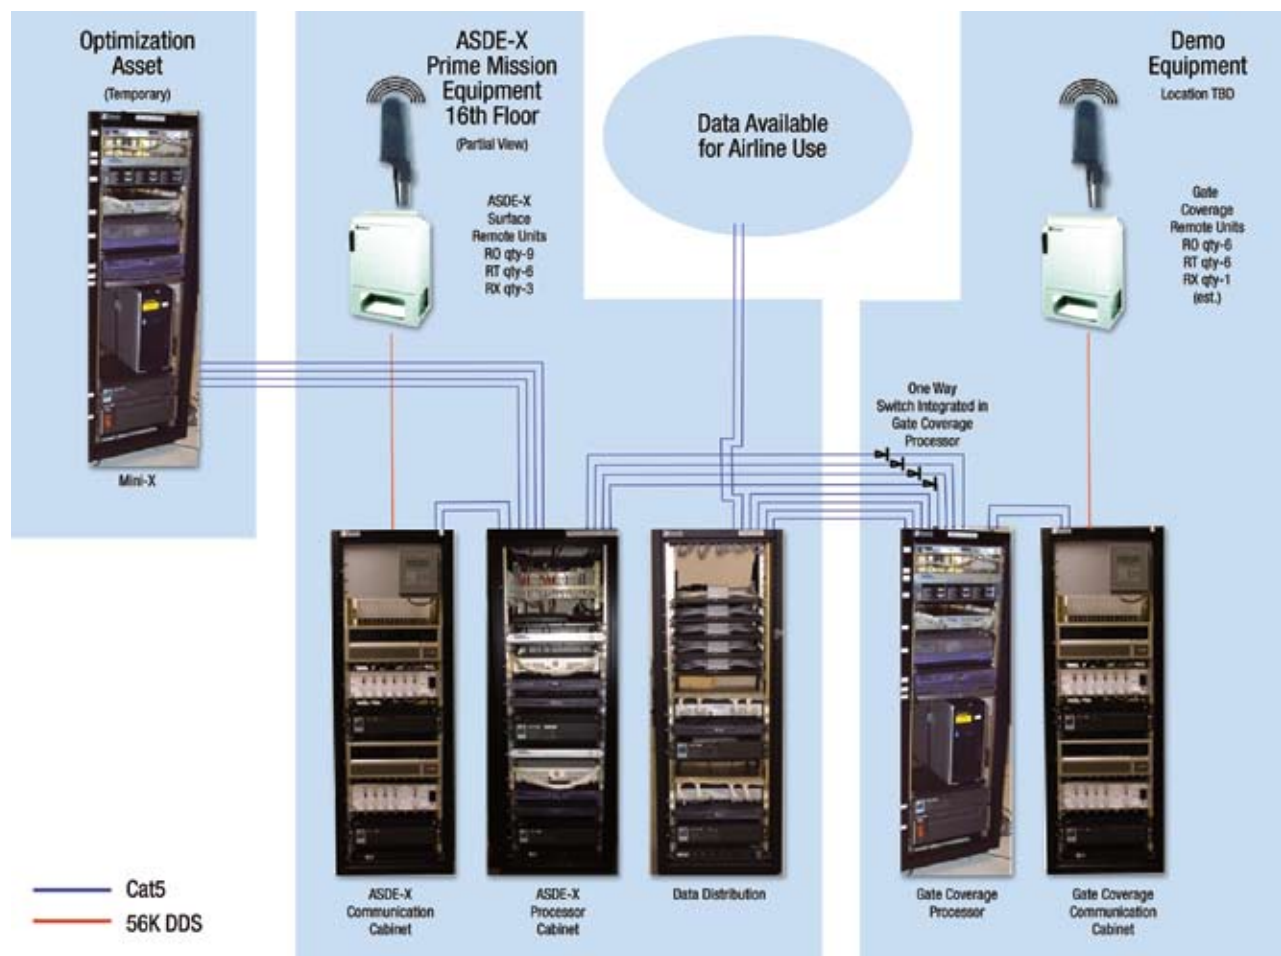 Optimization
Asset
(Temporary)
Mini-X
ASDE-X
Prime Mission
Equipment
16th Floor
(Partial View)
ASDE-X
Surface
Remote Units
RO qty-9
RT qty-6
RX qty-3
Data Available
for Airline Use
Demo
Equipment
Location TBD
Gate
Coverage
Remote Units
RO qty-6
RT qty-6
RX qty-1
(est.)
One Way
Switch Integrated in
Gate Coverage
Processor
ASDE-X
Communication
Cabinet
ASDE-X
Processor
Cabinet
Data Distribution
Gate Coverage
Processor
Gate Coverage
Communication
Cabinet
Cat5
56K DDS